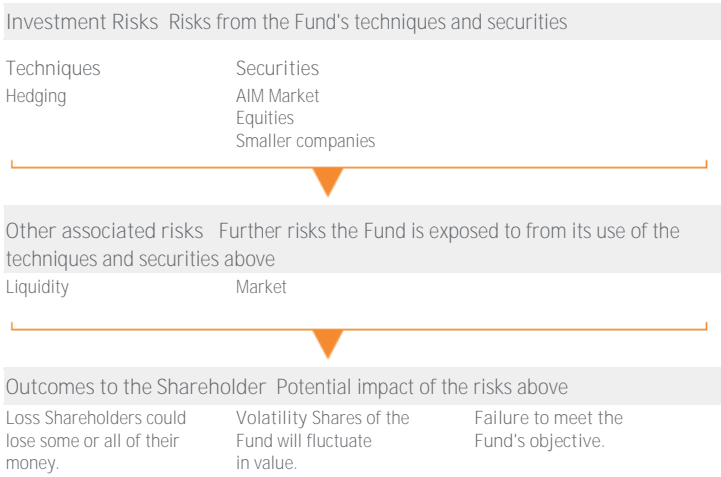 Investment Risks Risks from the Fund's techniques and securities
Techniques
Securities
Hedging
AIM Market
Equities
Smaller companies
Other associated risks Further risks the Fund is exposed to from its use of the
techniques and securities above
Liquidity
Market
Outcomes to the Shareholder Potential impact of the risks above
Loss Shareholders could
lose some or all of their
money.
Volatility Shares of the
Fund will fluctuate
in value.
Failure to meet the
Fund's objective.